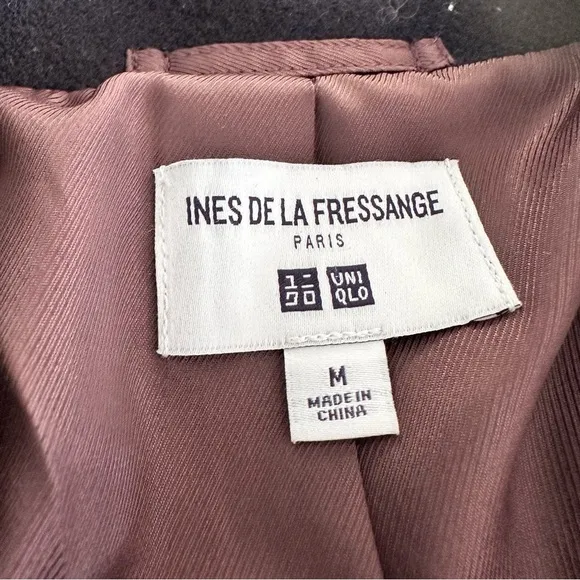 INES DE LA FRESSANGE
PARIS
ユニ UNI
クロ QLO
M
MADE IN
CHINA